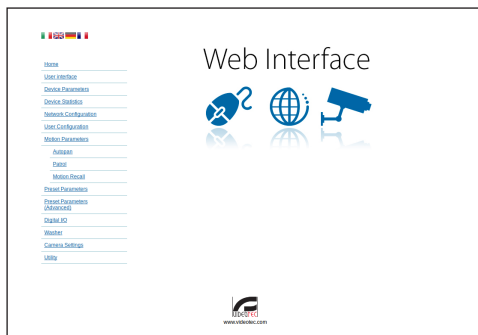 Web Interface
Home
User interface
Device Parameters
Device Statistics
Network Configuration
User Configuration
Motion Parameters
Autopan
Patrol
Motion Recall
Preset Parameters
Preset Parameters
(Advanced)
Digital I/O
Washer
Camera Settings
Utility
VIDEOTEC
www.videotec.com